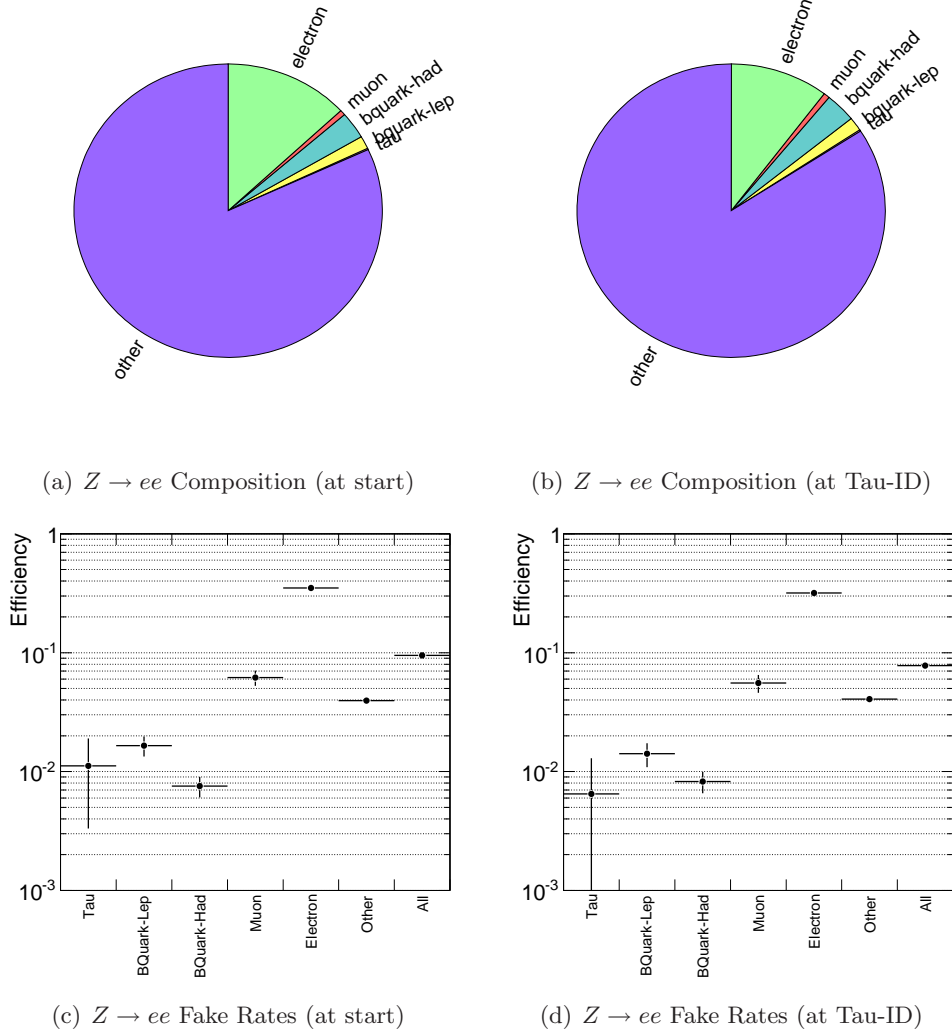 electron
muon
bquark-had
bquark-lep
tau
other
electron
muon
bquark-had
bquark-lep
tau
other
(a) Z → ee Composition (at start)
(b) Z → ee Composition (at Tau-ID)
Efficiency
1
10^-1
10^-2
10^-3
Tau
BQuark-Lep
BQuark-Had
Muon
Electron
Other
All
Efficiency
1
10^-1
10^-2
10^-3
Tau
BQuark-Lep
BQuark-Had
Muon
Electron
Other
All
(c) Z → ee Fake Rates (at start)
(d) Z → ee Fake Rates (at Tau-ID)